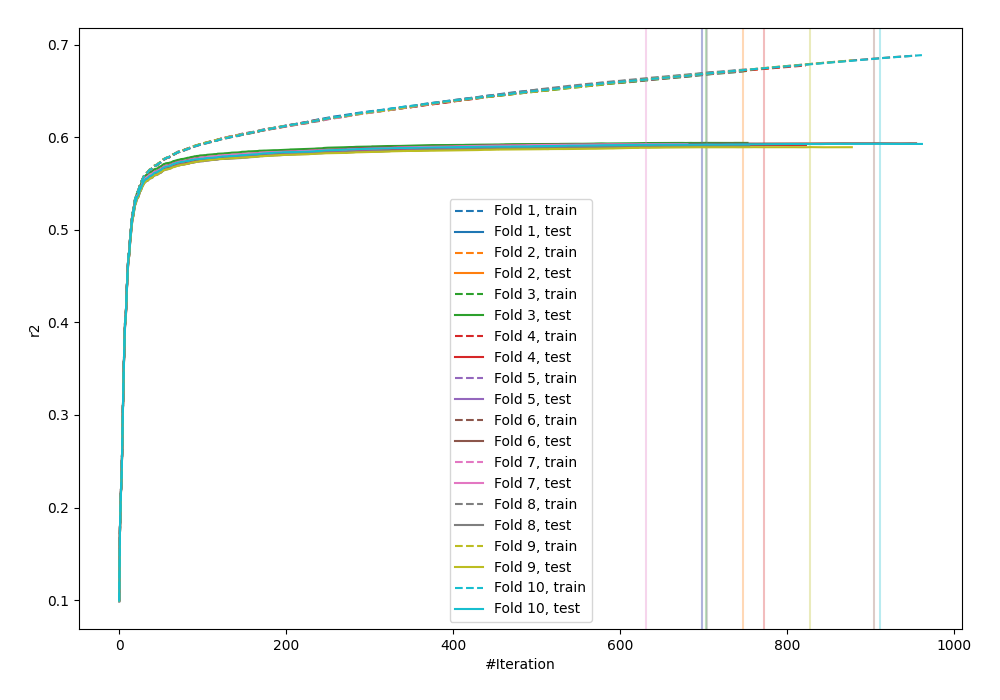 0.7
0.6
0.5
0.4
0.3
0.2
0.1
r2
Fold 1, train
Fold 1, test
Fold 2, train
Fold 2, test
Fold 3, train
Fold 3, test
Fold 4, train
Fold 4, test
Fold 5, train
Fold 5, test
Fold 6, train
Fold 6, test
Fold 7, train
Fold 7, test
Fold 8, train
Fold 8, test
Fold 9, train
Fold 9, test
Fold 10, train
Fold 10, test
0 200 400 600 800 1000
#Iteration